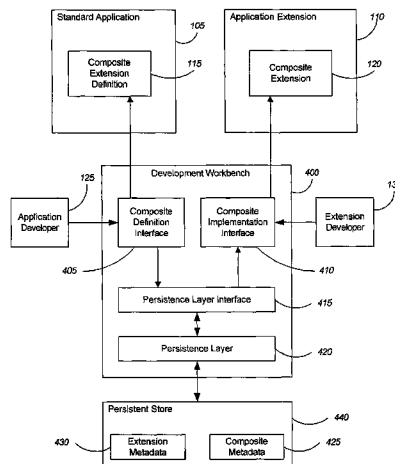 Standard Application
105
Composite
Extension
Definition
115
Application Extension
110
Composite
Extension
120
Development Workbench
400
125
Application
Developer
Composite
Definition
Interface
405
Composite
Implementation
Interface
410
Extension
Developer
Persistence Layer Interface
415
Persistence Layer
420
Persistent Store
440
430
Extension
Metadata
Composite
Metadata
425